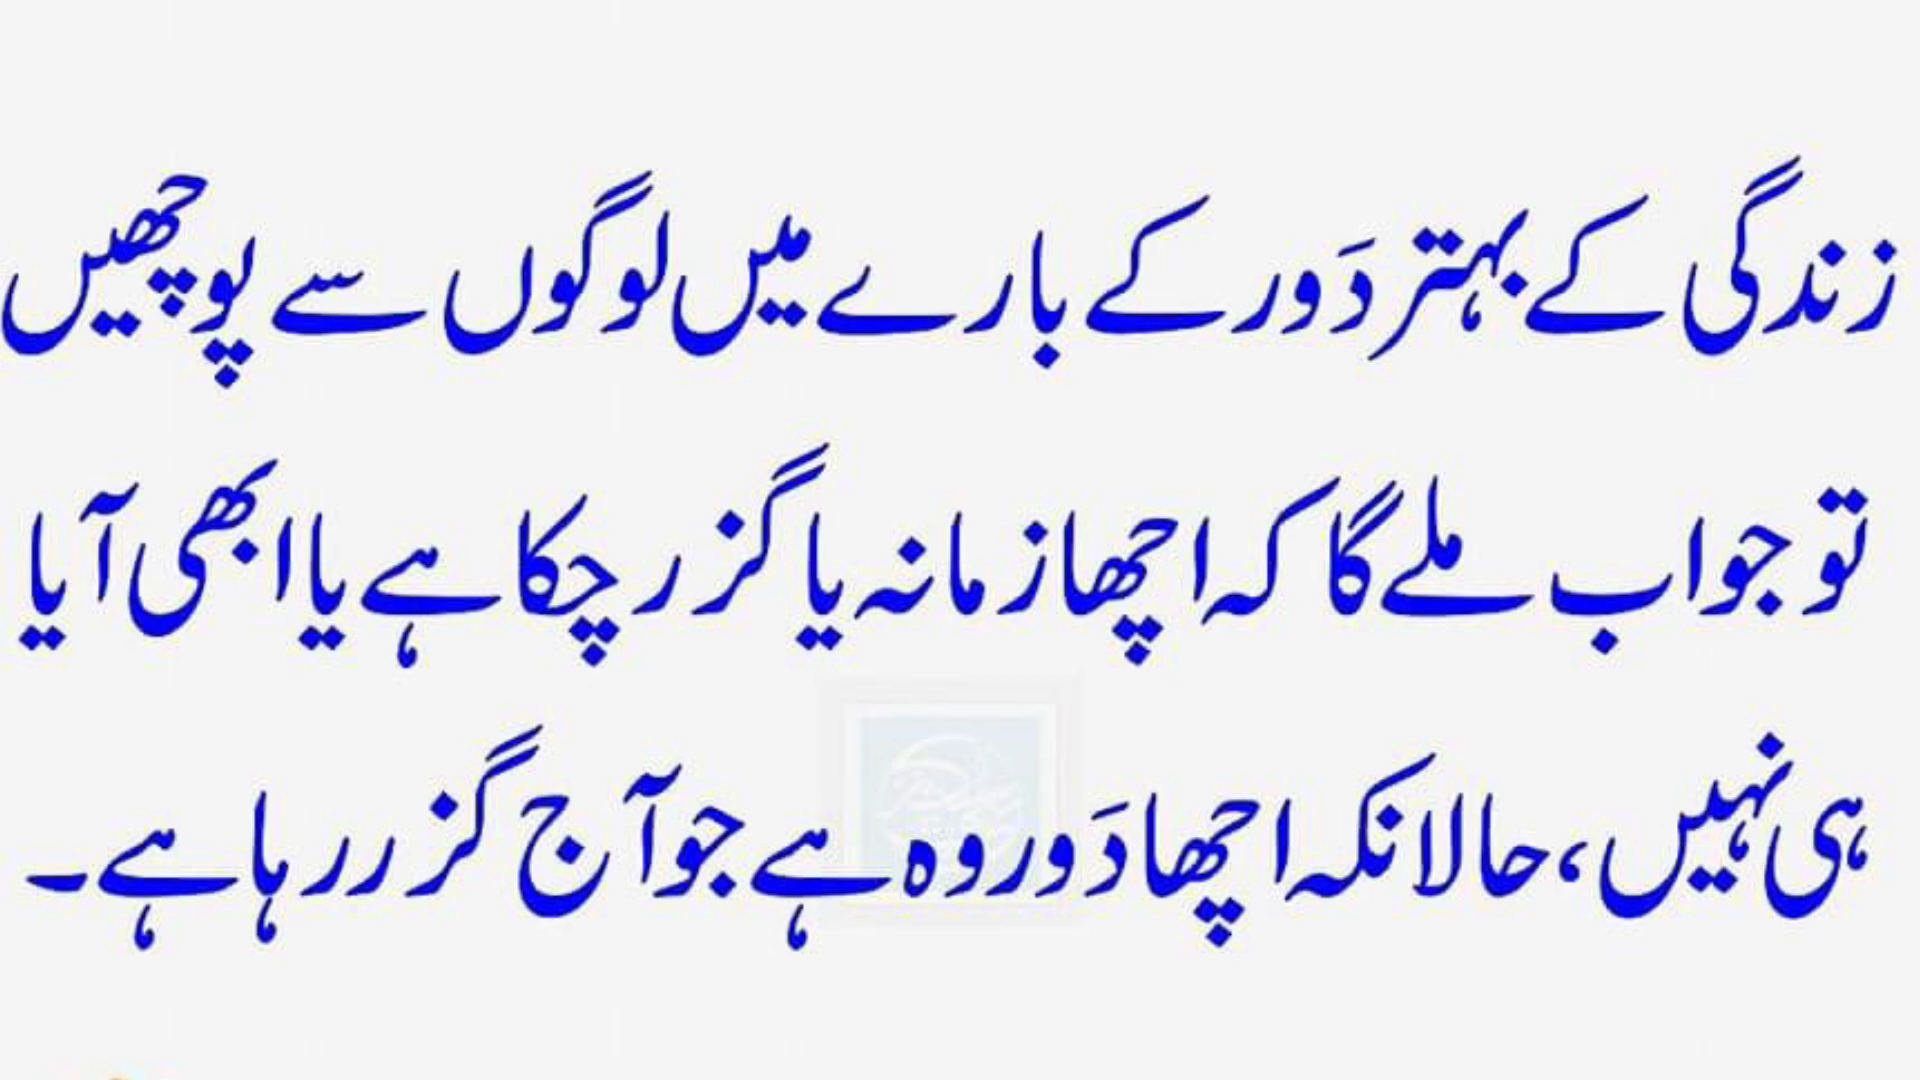 زندگی کے بہتر دَور کے بارے میں لوگوں سے پوچھیں
تو جواب ملے گا کہ اچھا زمانہ یا گزر چکا ہے یا ابھی آیا
ہی نہیں، حالانکہ اچھا دَور وہ ہے جو آج گزر رہا ہے۔